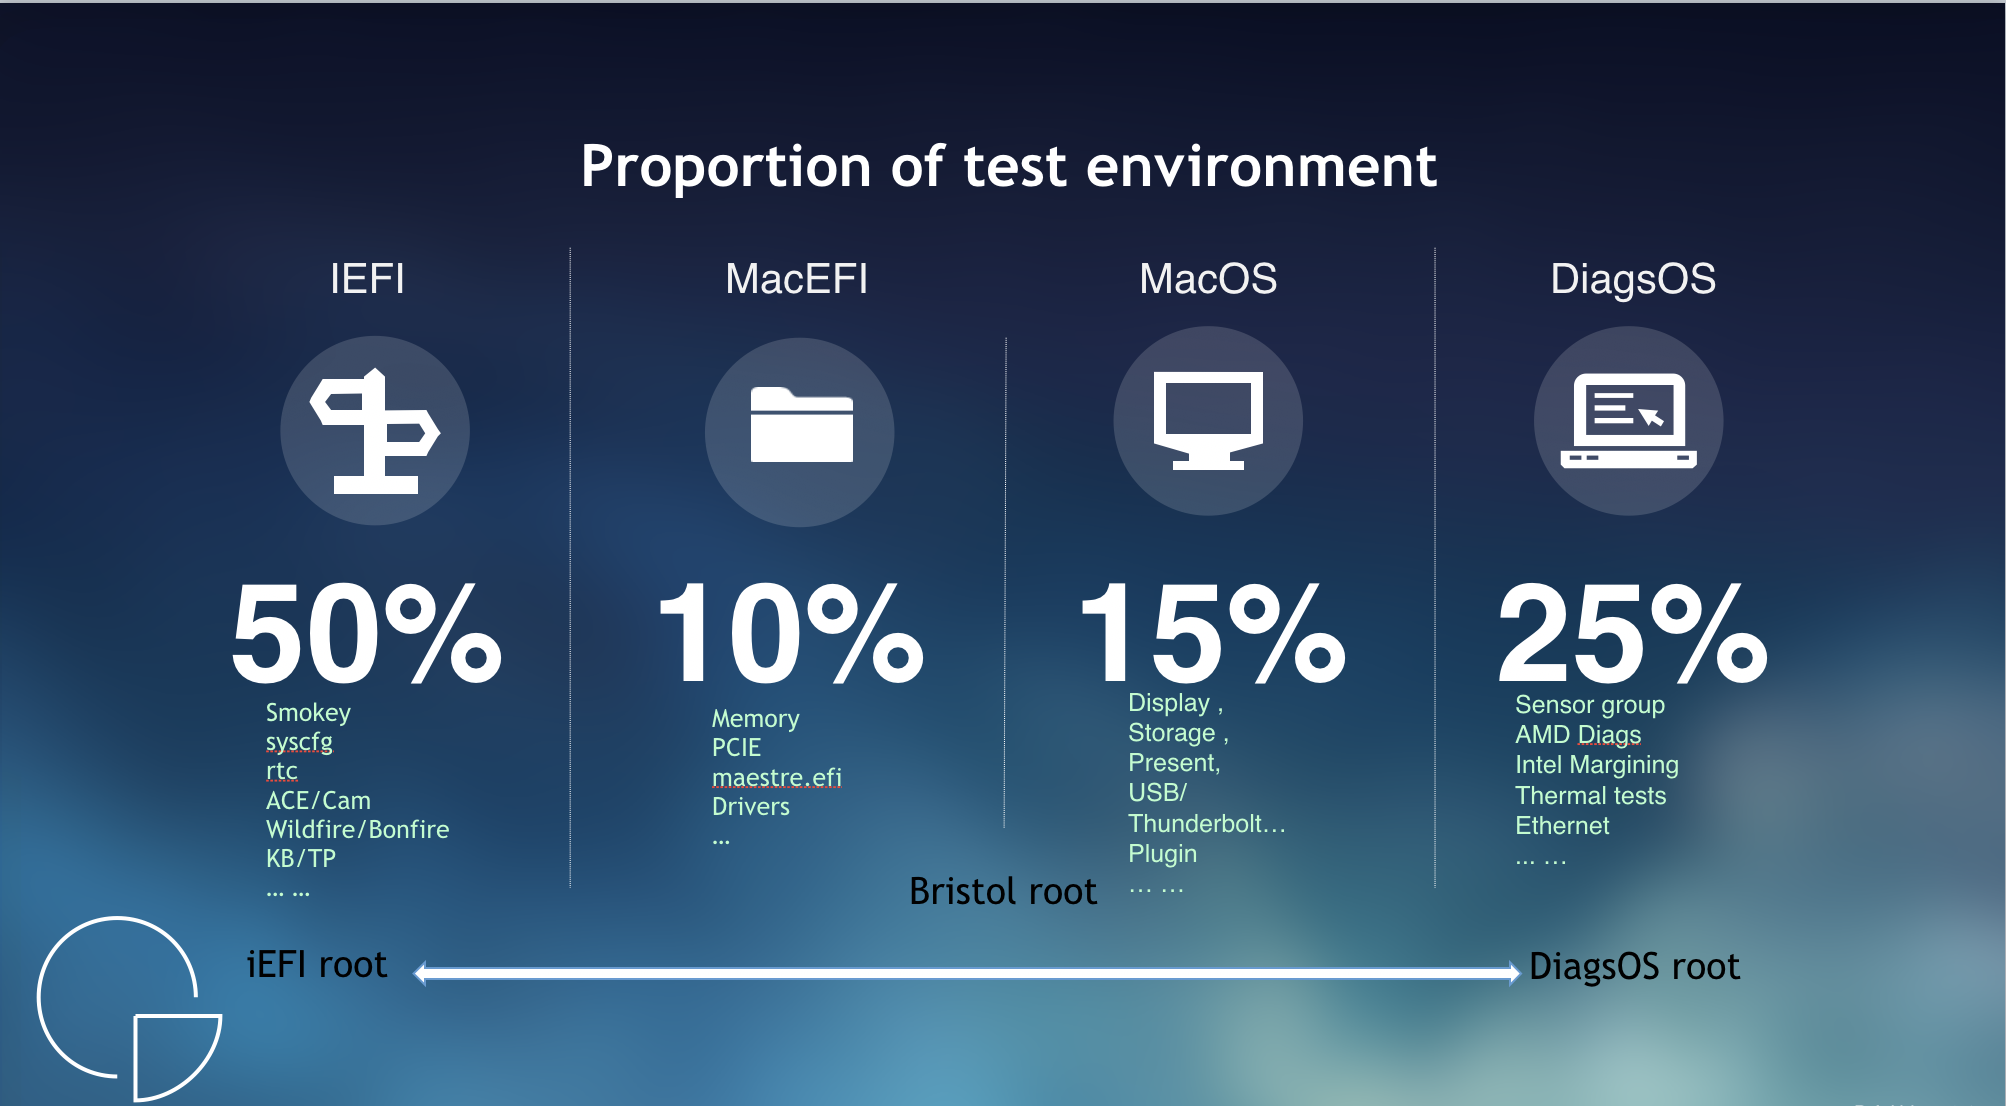 Proportion of test environment
IEFI
MacEFI
MacOS
DiagsOS
50%
10%
15%
25%
Smokey
syscfg
rtc
ACE/Cam
Wildfire/Bonfire
KB/TP
... ...
Memory
PCIE
maestre.efi
Drivers
...
Display ,
Storage ,
Present,
USB/
Thunderbolt…
Plugin
… …
Sensor group
AMD Diags
Intel Margining
Thermal tests
Ethernet
... …
Bristol root
iEFI root
DiagsOS root